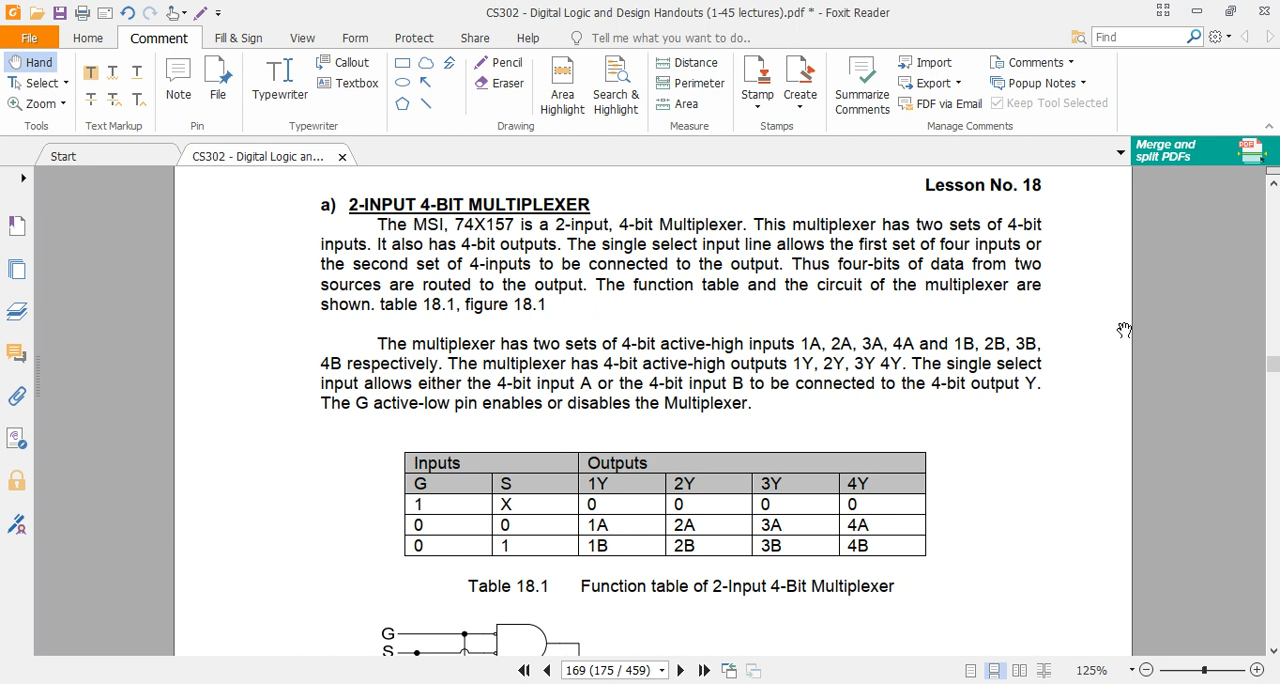 CS302 - Digital Logic and Design Handouts (1-45 lectures).pdf * - Foxit Reader
File Home Comment Fill & Sign View Form Protect Share Help Tell me what you want to do.. Find
Hand
Select
Zoom
Tools
Text Markup
Note
File
Pin
Typewriter
Callout
Textbox
Typewriter
Pencil
Eraser
Area Highlight
Search & Highlight
Drawing
Distance
Perimeter
Area
Measure
Stamp
Create
Stamps
Summarize Comments
Import
Export
FDF via Email
Comments
Popup Notes
Keep Tool Selected
Manage Comments
Start
CS302 - Digital Logic an...
Merge and
split PDFs
Lesson No. 18
a) 2-INPUT 4-BIT MULTIPLEXER
The MSI, 74X157 is a 2-input, 4-bit Multiplexer. This multiplexer has two sets of 4-bit
inputs. It also has 4-bit outputs. The single select input line allows the first set of four inputs or
the second set of 4-inputs to be connected to the output. Thus four-bits of data from two
sources are routed to the output. The function table and the circuit of the multiplexer are
shown. table 18.1, figure 18.1
The multiplexer has two sets of 4-bit active-high inputs 1A, 2A, 3A, 4A and 1B, 2B, 3B,
4B respectively. The multiplexer has 4-bit active-high outputs 1Y, 2Y, 3Y 4Y. The single select
input allows either the 4-bit input A or the 4-bit input B to be connected to the 4-bit output Y.
The G active-low pin enables or disables the Multiplexer.
Inputs Outputs
G S 1Y 2Y 3Y 4Y
1 X 0 0 0 0
0 0 1A 2A 3A 4A
0 1 1B 2B 3B 4B
Table 18.1 Function table of 2-Input 4-Bit Multiplexer
G
S
169 (175 / 459)
125%